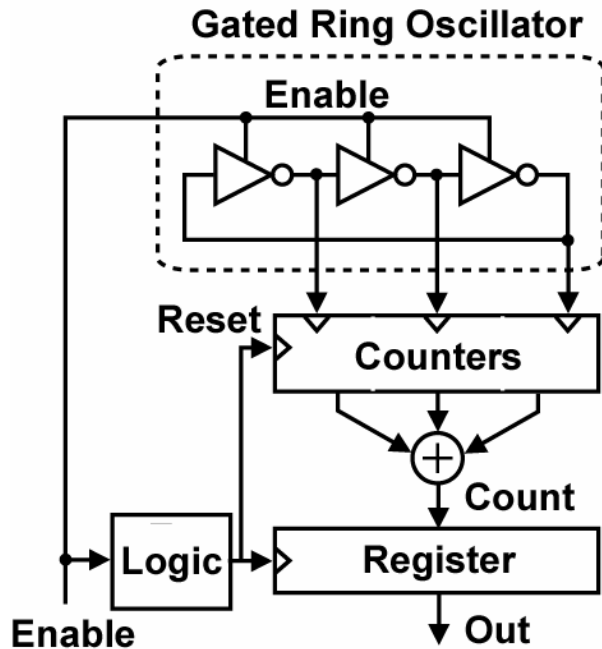 Gated Ring Oscillator
Enable
Reset
Counters
Count
Logic
Register
Enable
Out